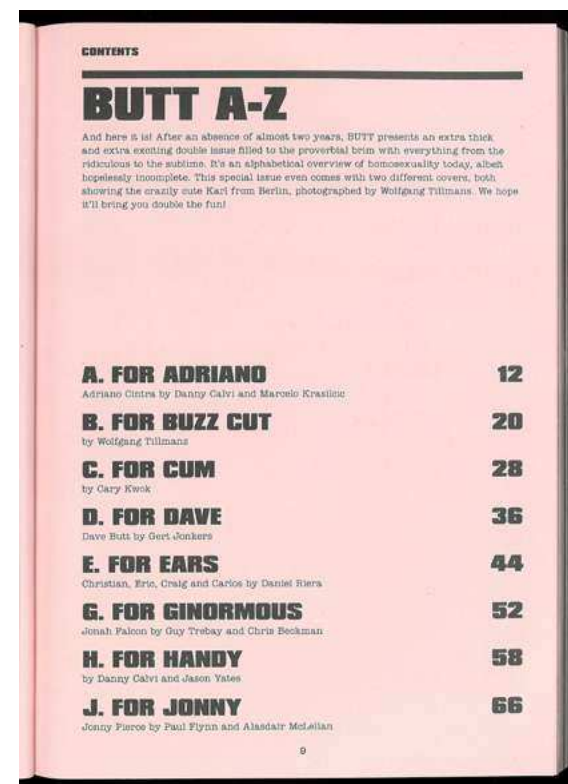 CONTENTS
BUTT A-Z
And here it is! After an absence of almost two years, BUTT presents an extra thick
and extra exciting double issue filled to the proverbial brim with everything from the
ridiculous to the sublime. It's an alphabetical overview of homosexuality today, albeit
hopelessly incomplete. This special issue even comes with two different covers, both
showing the crazily cute Karl from Berlin, photographed by Wolfgang Tillmans. We hope
it'll bring you double the fun!
A. FOR ADRIANO 12
Adriano Cintra by Danny Calvi and Marcelo Krasilcic
B. FOR BUZZ CUT 20
by Wolfgang Tillmans
C. FOR CUM 28
by Cary Kwok
D. FOR DAVE 36
Dave Butt by Gert Jonkers
E. FOR EARS 44
Christian, Eric, Craig and Carlos by Daniel Riera
G. FOR GINORMOUS 52
Jonah Falcon by Guy Trebay and Chris Beckman
H. FOR HANDY 58
by Danny Calvi and Jason Yates
J. FOR JONNY 66
Jonny Pierce by Paul Flynn and Alasdair McLellan
9